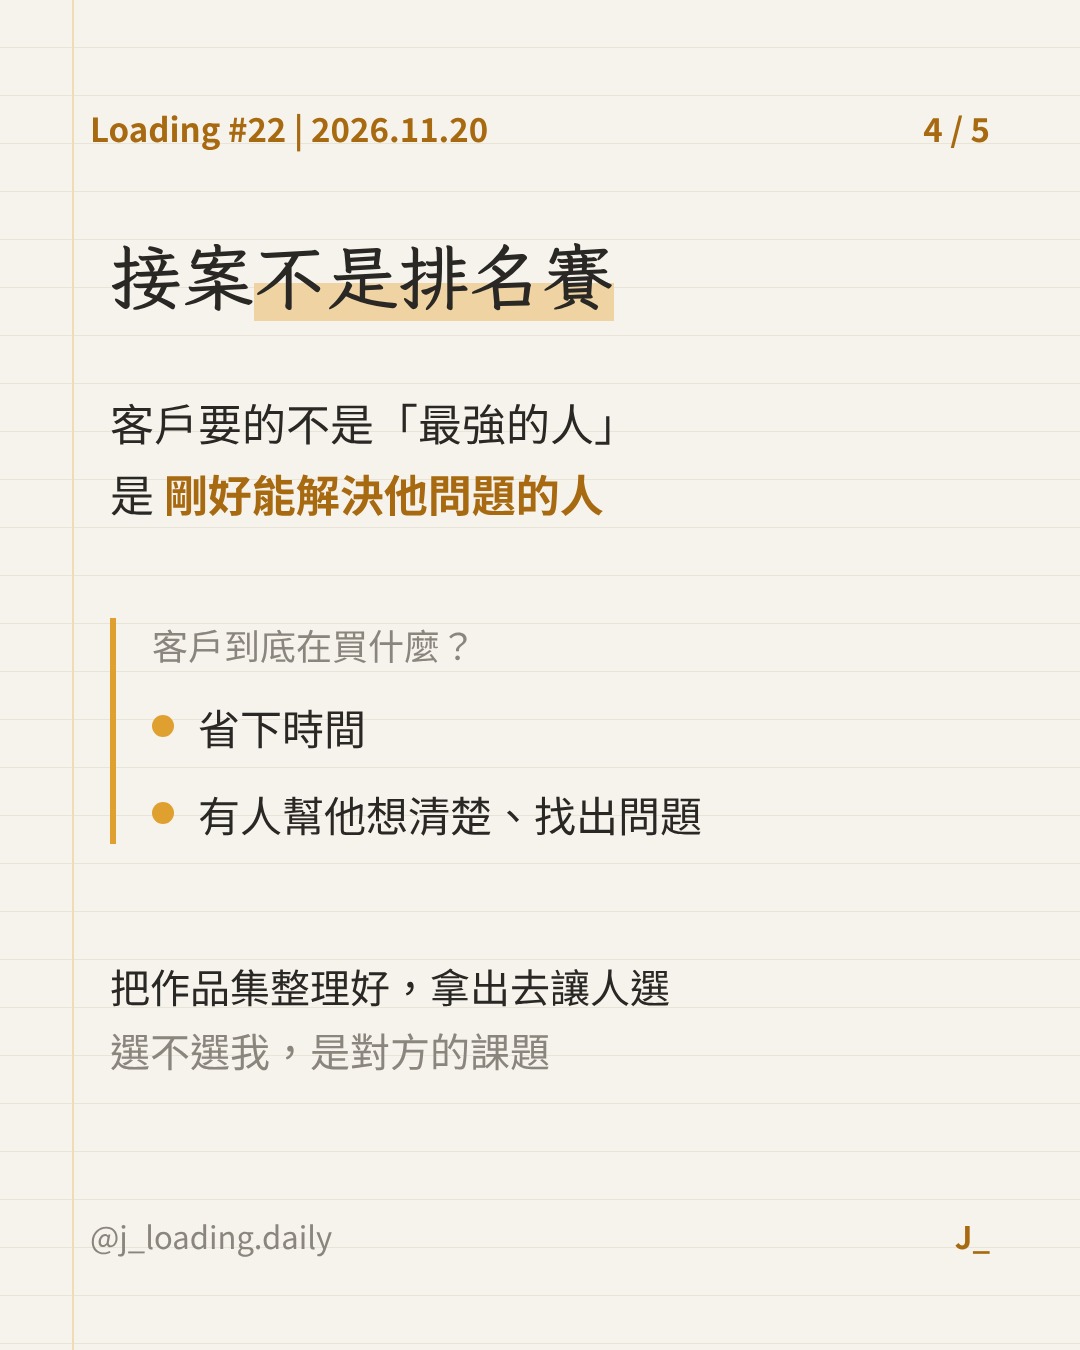 Loading #22 | 2026.11.20
4 / 5
接案不是排名賽
客戶要的不是「最強的人」
是 剛好能解決他問題的人
客戶到底在買什麼？
省下時間
有人幫他想清楚、找出問題
把作品集整理好，拿出去讓人選
選不選我，是對方的課題
@j_loading.daily
J_